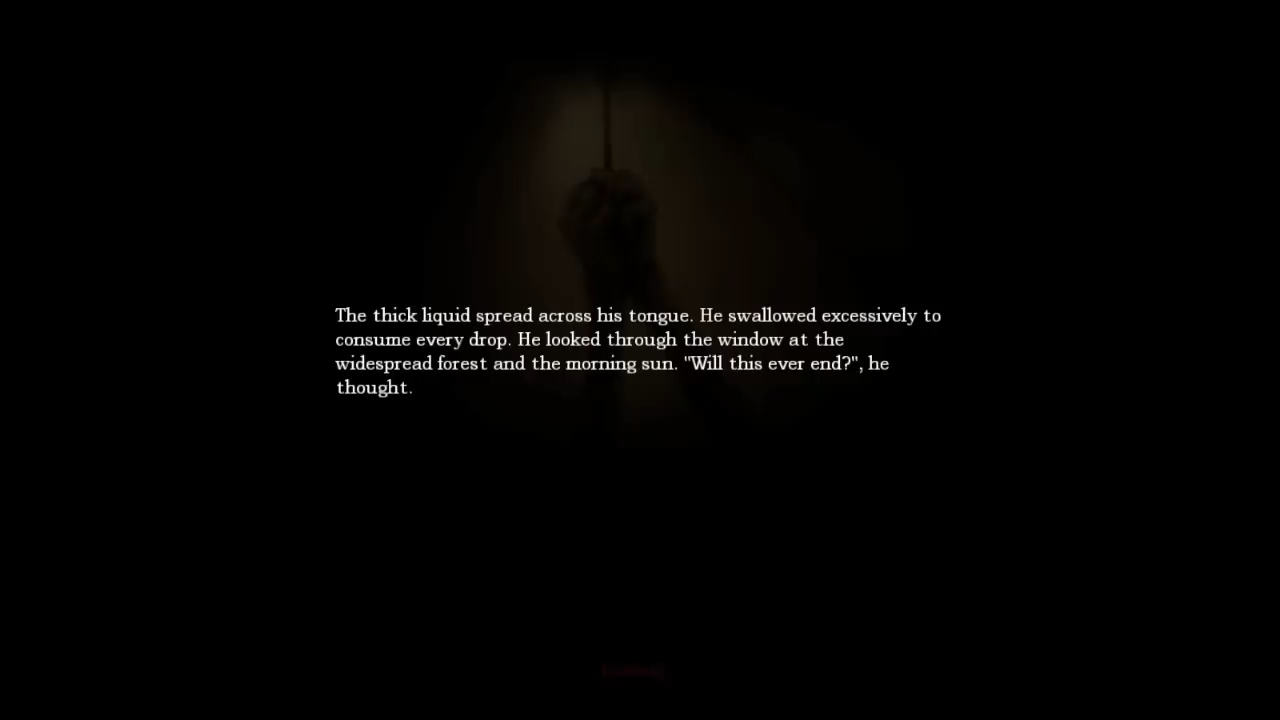 The thick liquid spread across his tongue. He swallowed excessively to
consume every drop. He looked through the window at the
widespread forest and the morning sun. "Will this ever end?", he
thought.